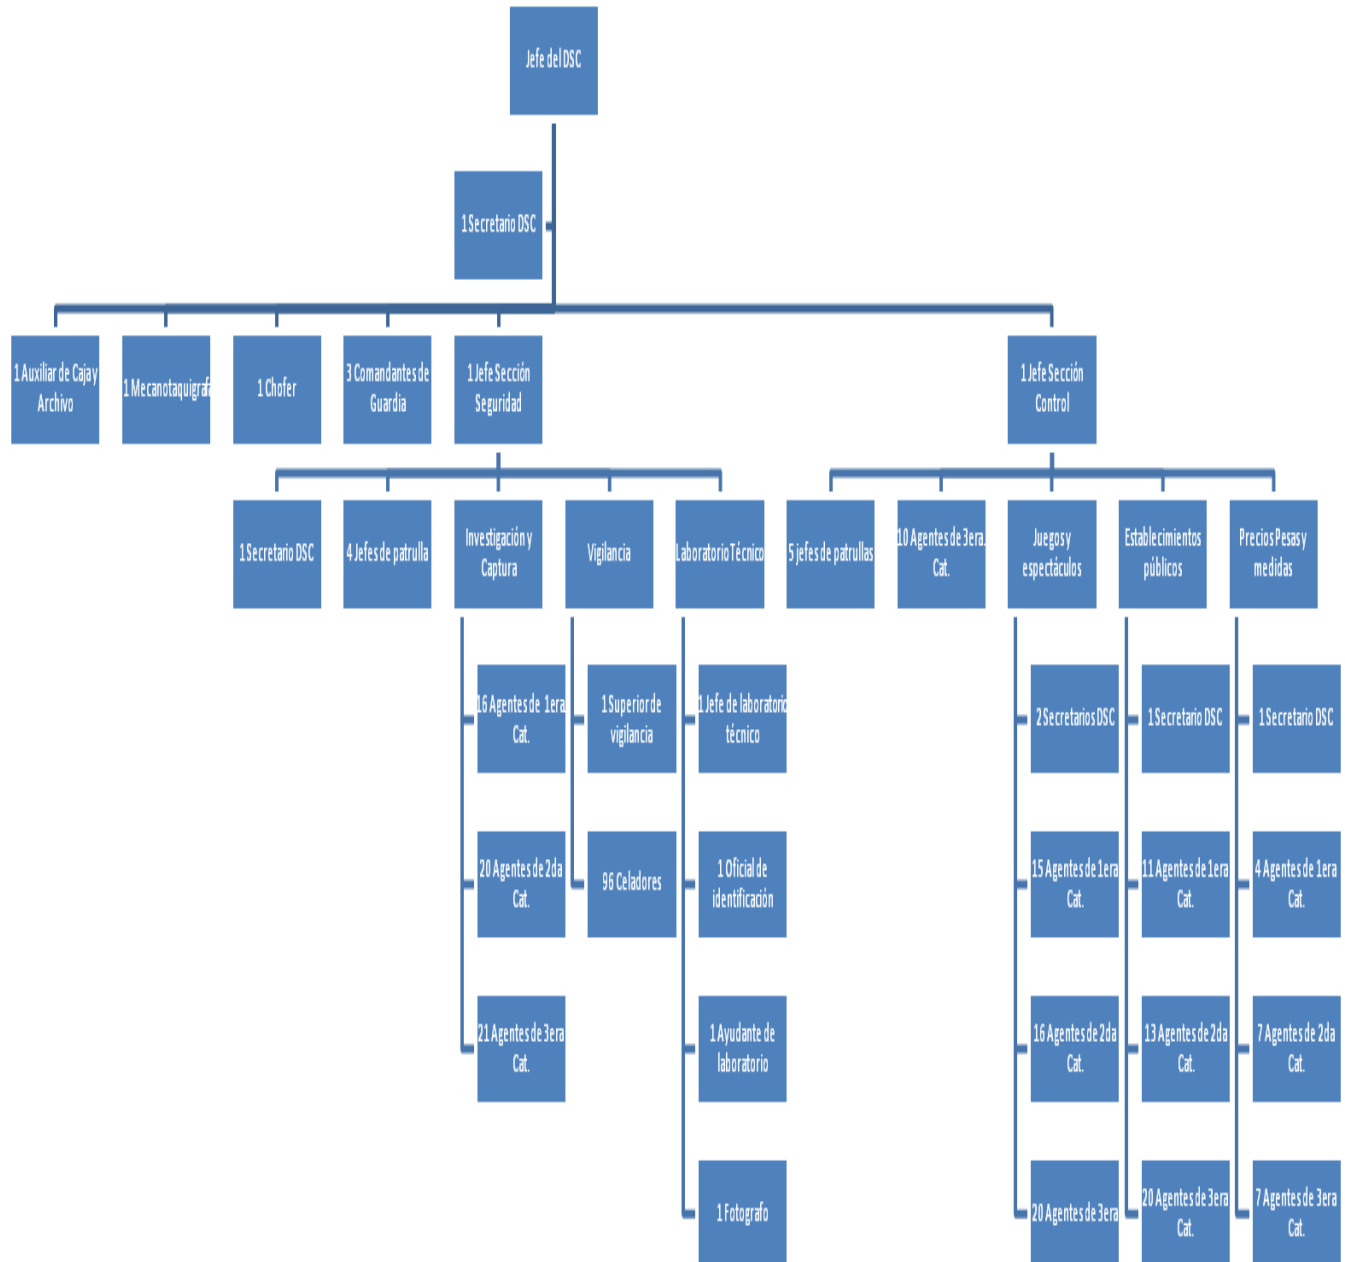 Jefe del DSC
1 Secretario DSC
1 Auxiliar de Caja y
Archivo
1 Mecanotaquigrafa
1 Chofer
3 Comandantes de
Guardia
1 Jefe Sección
Seguridad
1 Jefe Sección
Control
1 Secretario DSC
4 Jefes de patrulla
Investigación y
Captura
Vigilancia
Laboratorio Técnico
5 jefes de patrullas
10 Agentes de 3era.
Cat.
Juegos y
espectáculos
Establecimientos
públicos
Precios Pesas y
medidas
16 Agentes de 1era
Cat.
1 Superior de
vigilancia
1 Jefe de laboratorio
técnico
2 Secretarios DSC
1 Secretario DSC
1 Secretario DSC
20 Agentes de 2da
Cat.
96 Celadores
1 Oficial de
identificación
15 Agentes de 1era
Cat.
11 Agentes de 1era
Cat.
4 Agentes de 1era
Cat.
21 Agentes de 3era
Cat.
1 Ayudante de
laboratorio
16 Agentes de 2da
Cat.
13 Agentes de 2da
Cat.
7 Agentes de 2da
Cat.
1 Fotografo
20 Agentes de 3era
20 Agentes de 3era
Cat.
7 Agentes de 3era
Cat.